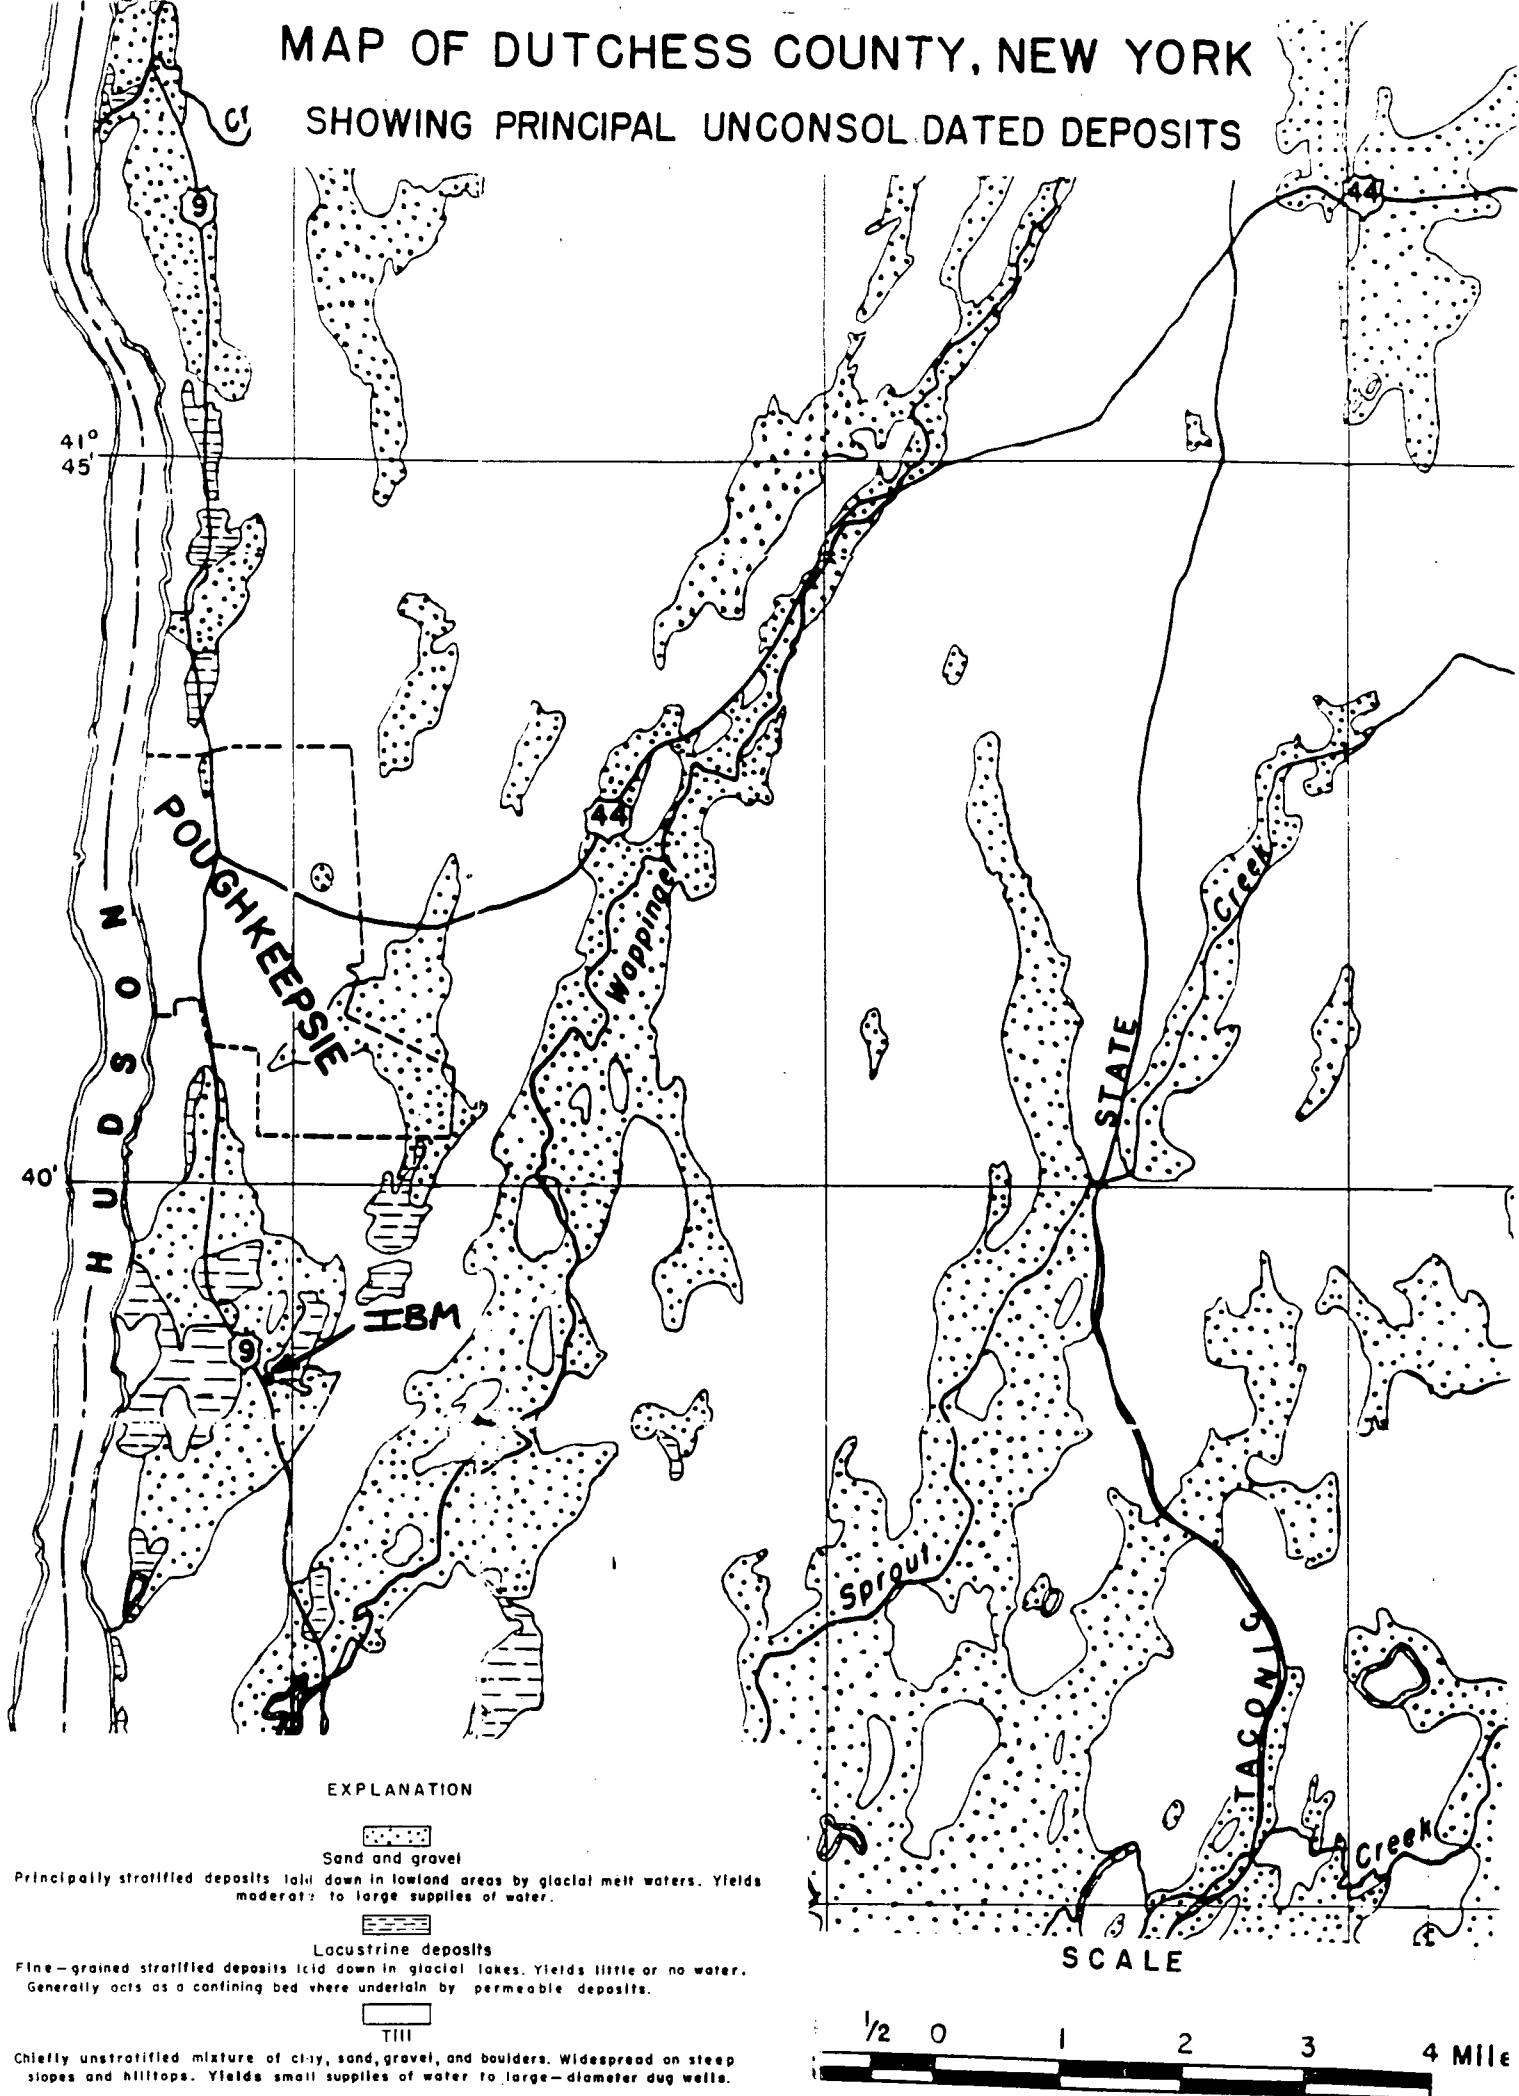 MAP OF DUTCHESS COUNTY, NEW YORK
SHOWING PRINCIPAL UNCONSOL DATED DEPOSITS
9
44
41°
45'
POUGHKEEPSIE
44
Wappinger
Creek
STATE
HUDSON
40'
IBM
9
Sprout
TACONIC
Creek
EXPLANATION
Sand and gravel
Principally stratified deposits laid down in lowland areas by glacial melt waters. Yields
moderate to large supplies of water.
Lacustrine deposits
Fine-grained stratified deposits laid down in glacial lakes. Yields little or no water.
Generally acts as a confining bed where underlain by permeable deposits.
Till
Chiefly unstratified mixture of clay, sand, gravel, and boulders. Widespread on steep
slopes and hilltops. Yields small supplies of water to large-diameter dug wells.
SCALE
1/2 0 1 2 3 4 Mile